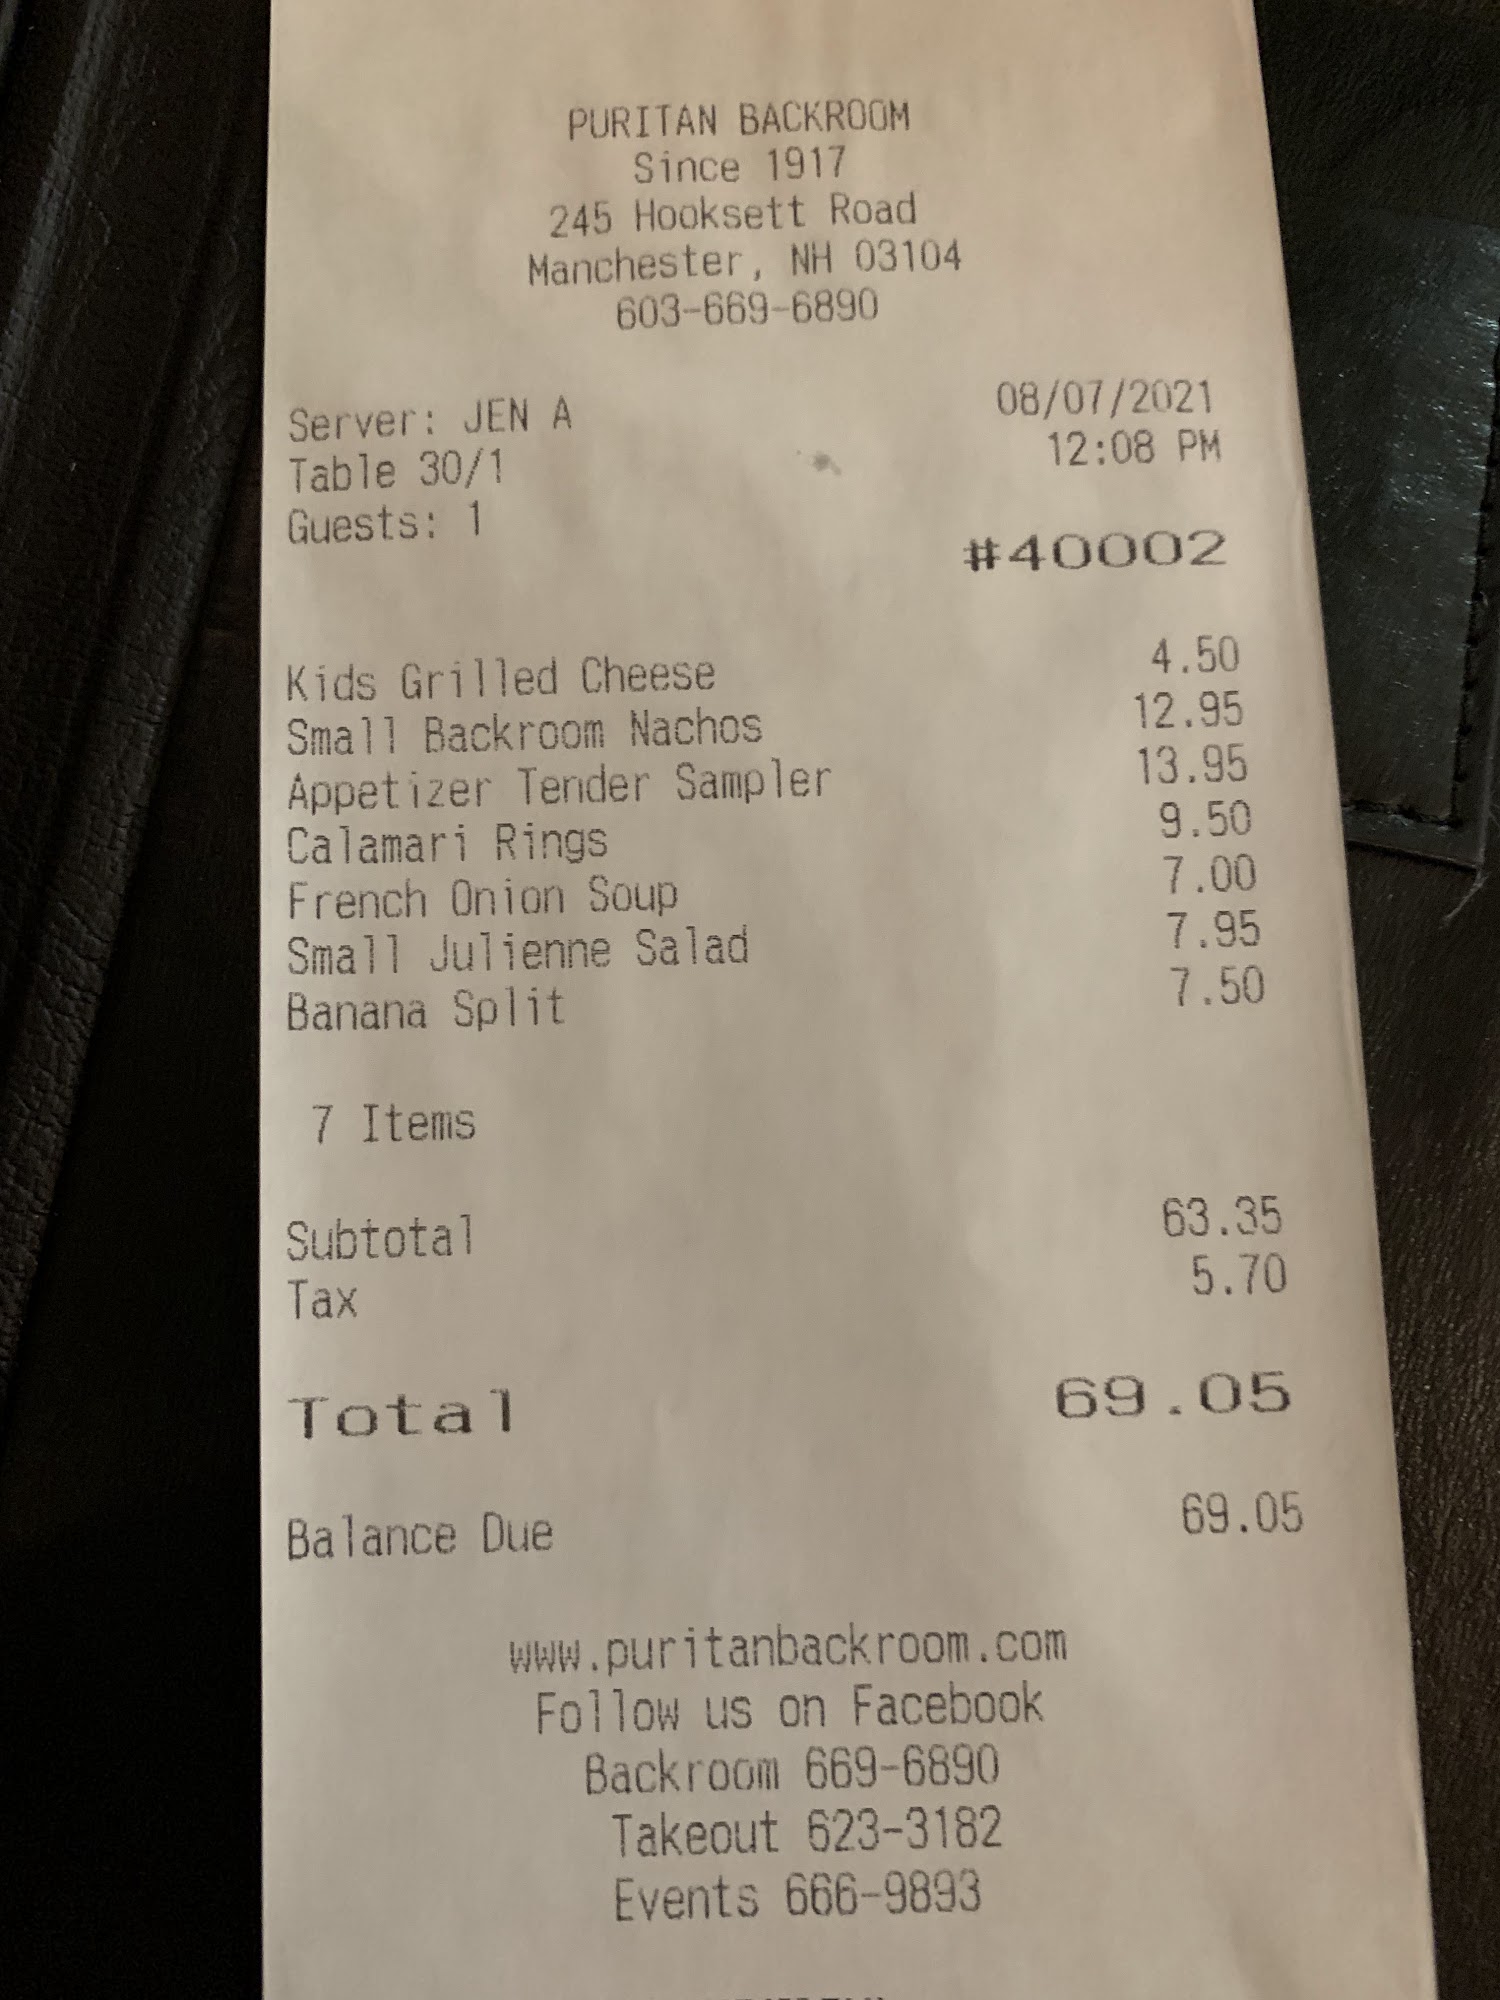 PURITAN BACKROOM
Since 1917
245 Hooksett Road
Manchester, NH 03104
603-669-6890
Server: JEN A 08/07/2021
Table 30/1 12:08 PM
Guests: 1
#40002
Kids Grilled Cheese 4.50
Small Backroom Nachos 12.95
Appetizer Tender Sampler 13.95
Calamari Rings 9.50
French Onion Soup 7.00
Small Julienne Salad 7.95
Banana Split 7.50
7 Items
Subtotal 63.35
Tax 5.70
Total 69.05
Balance Due 69.05
www.puritanbackroom.com
Follow us on Facebook
Backroom 669-6890
Takeout 623-3182
Events 666-9893